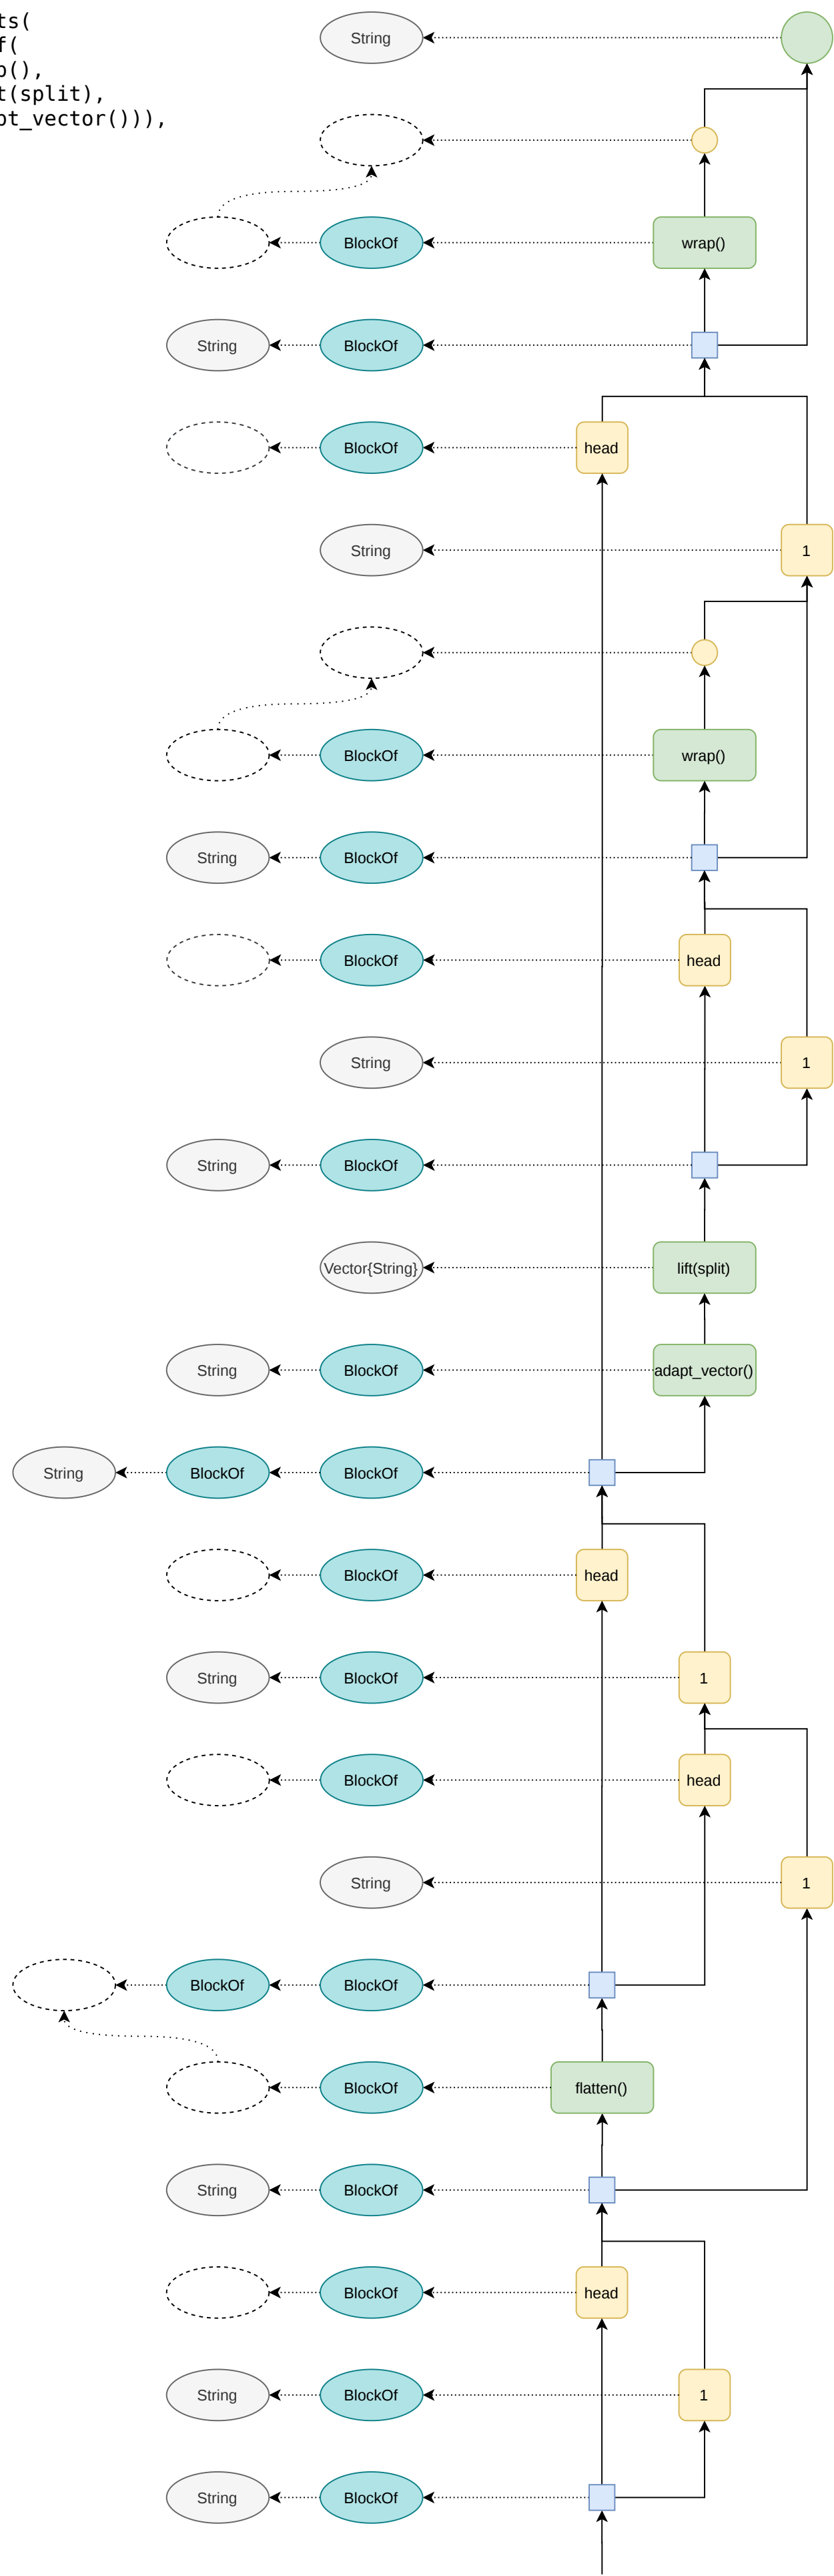 ts(
String
f(
p(),
t(split),
pt_vector())),
BlockOf
wrap()
String
BlockOf
BlockOf
head
String
1
BlockOf
wrap()
String
BlockOf
BlockOf
head
String
1
String
BlockOf
Vector{String}
lift(split)
String
BlockOf
adapt_vector()
String
BlockOf
BlockOf
BlockOf
head
String
BlockOf
1
BlockOf
head
String
1
BlockOf
BlockOf
BlockOf
flatten()
String
BlockOf
BlockOf
head
String
BlockOf
1
String
BlockOf